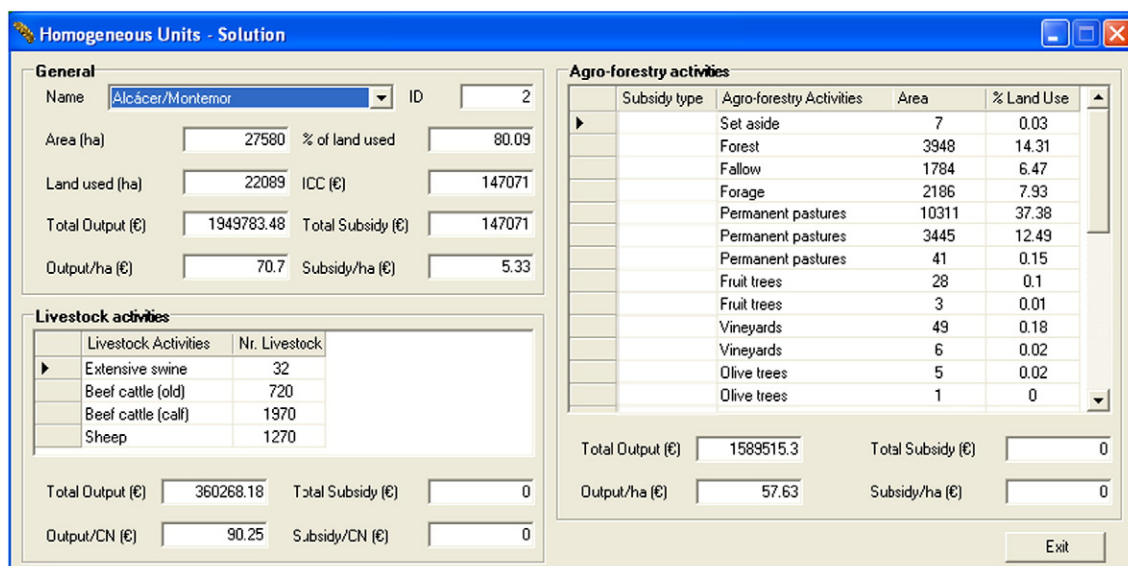 Homogeneous Units - Solution
General
Name Alcácer/Montemor ID 2
Area (ha) 27580 % of land used 80.09
Land used (ha) 22089 ICC (€) 147071
Total Output (€) 1949783.48 Total Subsidy (€) 147071
Output/ha (€) 70.7 Subsidy/ha (€) 5.33
Livestock activities
Livestock Activities Nr. Livestock
Extensive swine 32
Beef cattle (old) 720
Beef cattle (calf) 1970
Sheep 1270
Total Output (€) 360268.18 Total Subsidy (€) 0
Output/CN (€) 90.25 Subsidy/CN (€) 0
Agro-forestry activities
Subsidy type Agro-forestry Activities Area % Land Use
Set aside 7 0.03
Forest 3948 14.31
Fallow 1784 6.47
Forage 2186 7.93
Permanent pastures 10311 37.38
Permanent pastures 3445 12.49
Permanent pastures 41 0.15
Fruit trees 28 0.1
Fruit trees 3 0.01
Vineyards 49 0.18
Vineyards 6 0.02
Olive trees 5 0.02
Olive trees 1 0
Total Output (€) 1589515.3 Total Subsidy (€) 0
Output/ha (€) 57.63 Subsidy/ha (€) 0
Exit